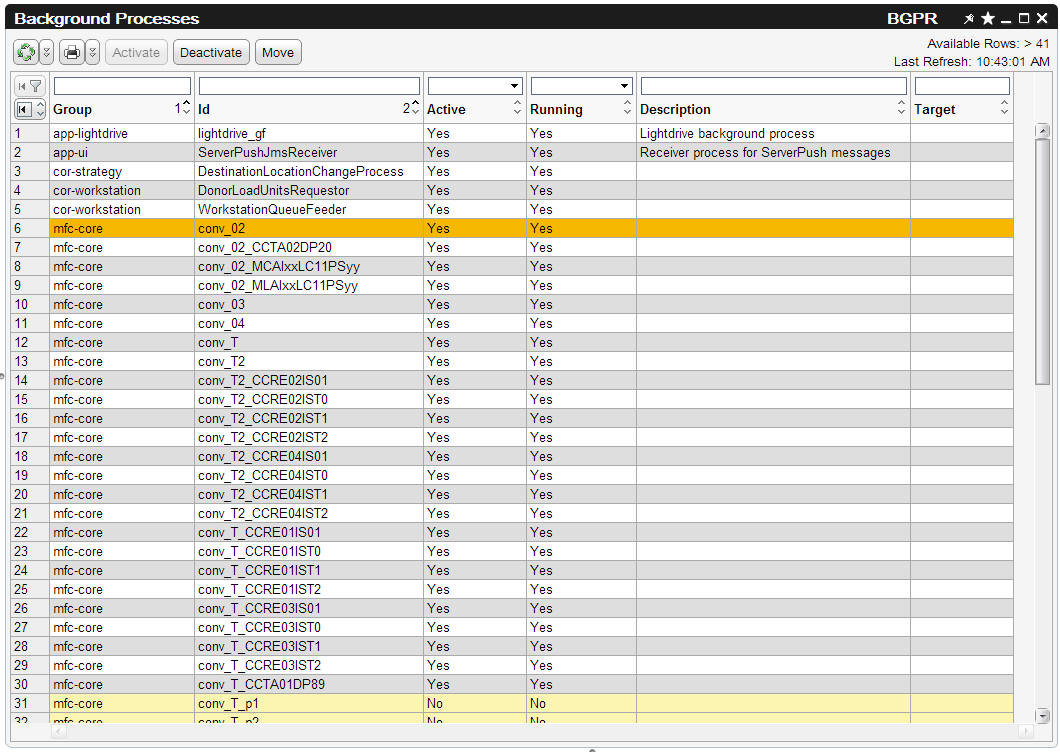 Background Processes BGPR
Activate Deactivate Move Available Rows: > 41
Last Refresh: 10:43:01 AM
Group 1 Id 2 Active Running Description Target
1 app-lightdrive lightdrive_gf Yes Yes Lightdrive background process
2 app-ui ServerPushJmsReceiver Yes Yes Receiver process for ServerPush messages
3 cor-strategy DestinationLocationChangeProcess Yes Yes
4 cor-workstation DonorLoadUnitsRequestor Yes Yes
5 cor-workstation WorkstationQueueFeeder Yes Yes
6 mfc-core conv_02 Yes Yes
7 mfc-core conv_02_CCTA02DP20 Yes Yes
8 mfc-core conv_02_MCAIxxLC11PSyy Yes Yes
9 mfc-core conv_02_MLAIxxLC11PSyy Yes Yes
10 mfc-core conv_03 Yes Yes
11 mfc-core conv_04 Yes Yes
12 mfc-core conv_T Yes Yes
13 mfc-core conv_T2 Yes Yes
14 mfc-core conv_T2_CCRE02IS01 Yes Yes
15 mfc-core conv_T2_CCRE02IST0 Yes Yes
16 mfc-core conv_T2_CCRE02IST1 Yes Yes
17 mfc-core conv_T2_CCRE02IST2 Yes Yes
18 mfc-core conv_T2_CCRE04IS01 Yes Yes
19 mfc-core conv_T2_CCRE04IST0 Yes Yes
20 mfc-core conv_T2_CCRE04IST1 Yes Yes
21 mfc-core conv_T2_CCRE04IST2 Yes Yes
22 mfc-core conv_T_CCRE01IS01 Yes Yes
23 mfc-core conv_T_CCRE01IST0 Yes Yes
24 mfc-core conv_T_CCRE01IST1 Yes Yes
25 mfc-core conv_T_CCRE01IST2 Yes Yes
26 mfc-core conv_T_CCRE03IS01 Yes Yes
27 mfc-core conv_T_CCRE03IST0 Yes Yes
28 mfc-core conv_T_CCRE03IST1 Yes Yes
29 mfc-core conv_T_CCRE03IST2 Yes Yes
30 mfc-core conv_T_CCTA01DP89 Yes Yes
31 mfc-core conv_T_p1 No No
32 mfc-core conv_T_p2 No No